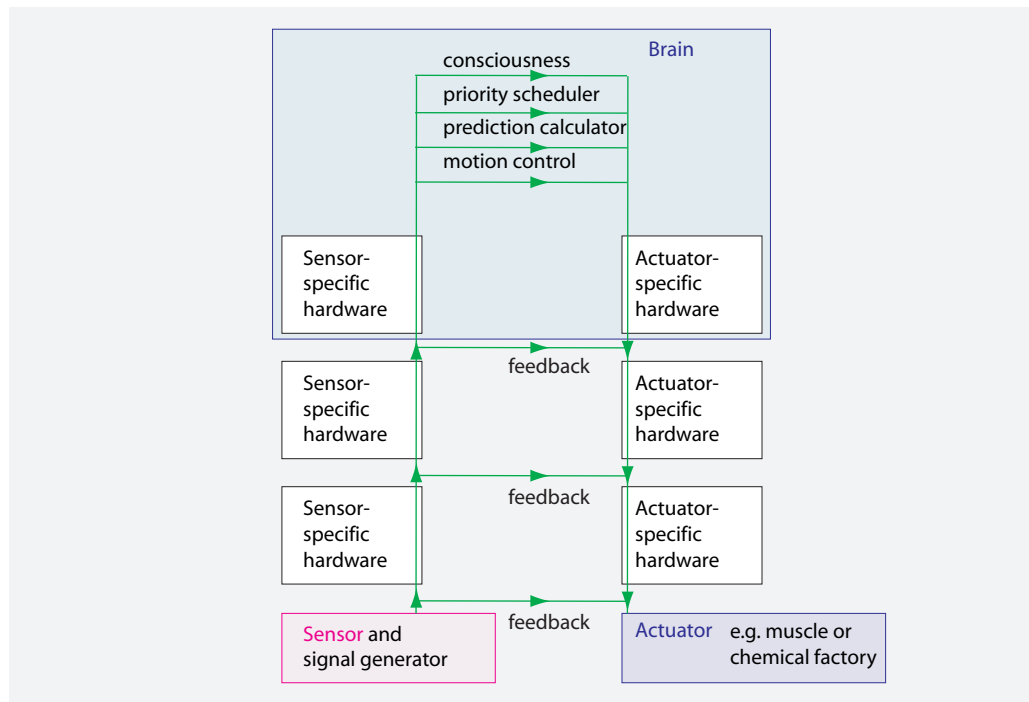 Brain
consciousness
priority scheduler
prediction calculator
motion control
Sensor-
specific
hardware
Actuator-
specific
hardware
feedback
Sensor-
specific
hardware
Actuator-
specific
hardware
feedback
Sensor-
specific
hardware
Actuator-
specific
hardware
feedback
Sensor and
signal generator
Actuator e.g. muscle or
chemical factory